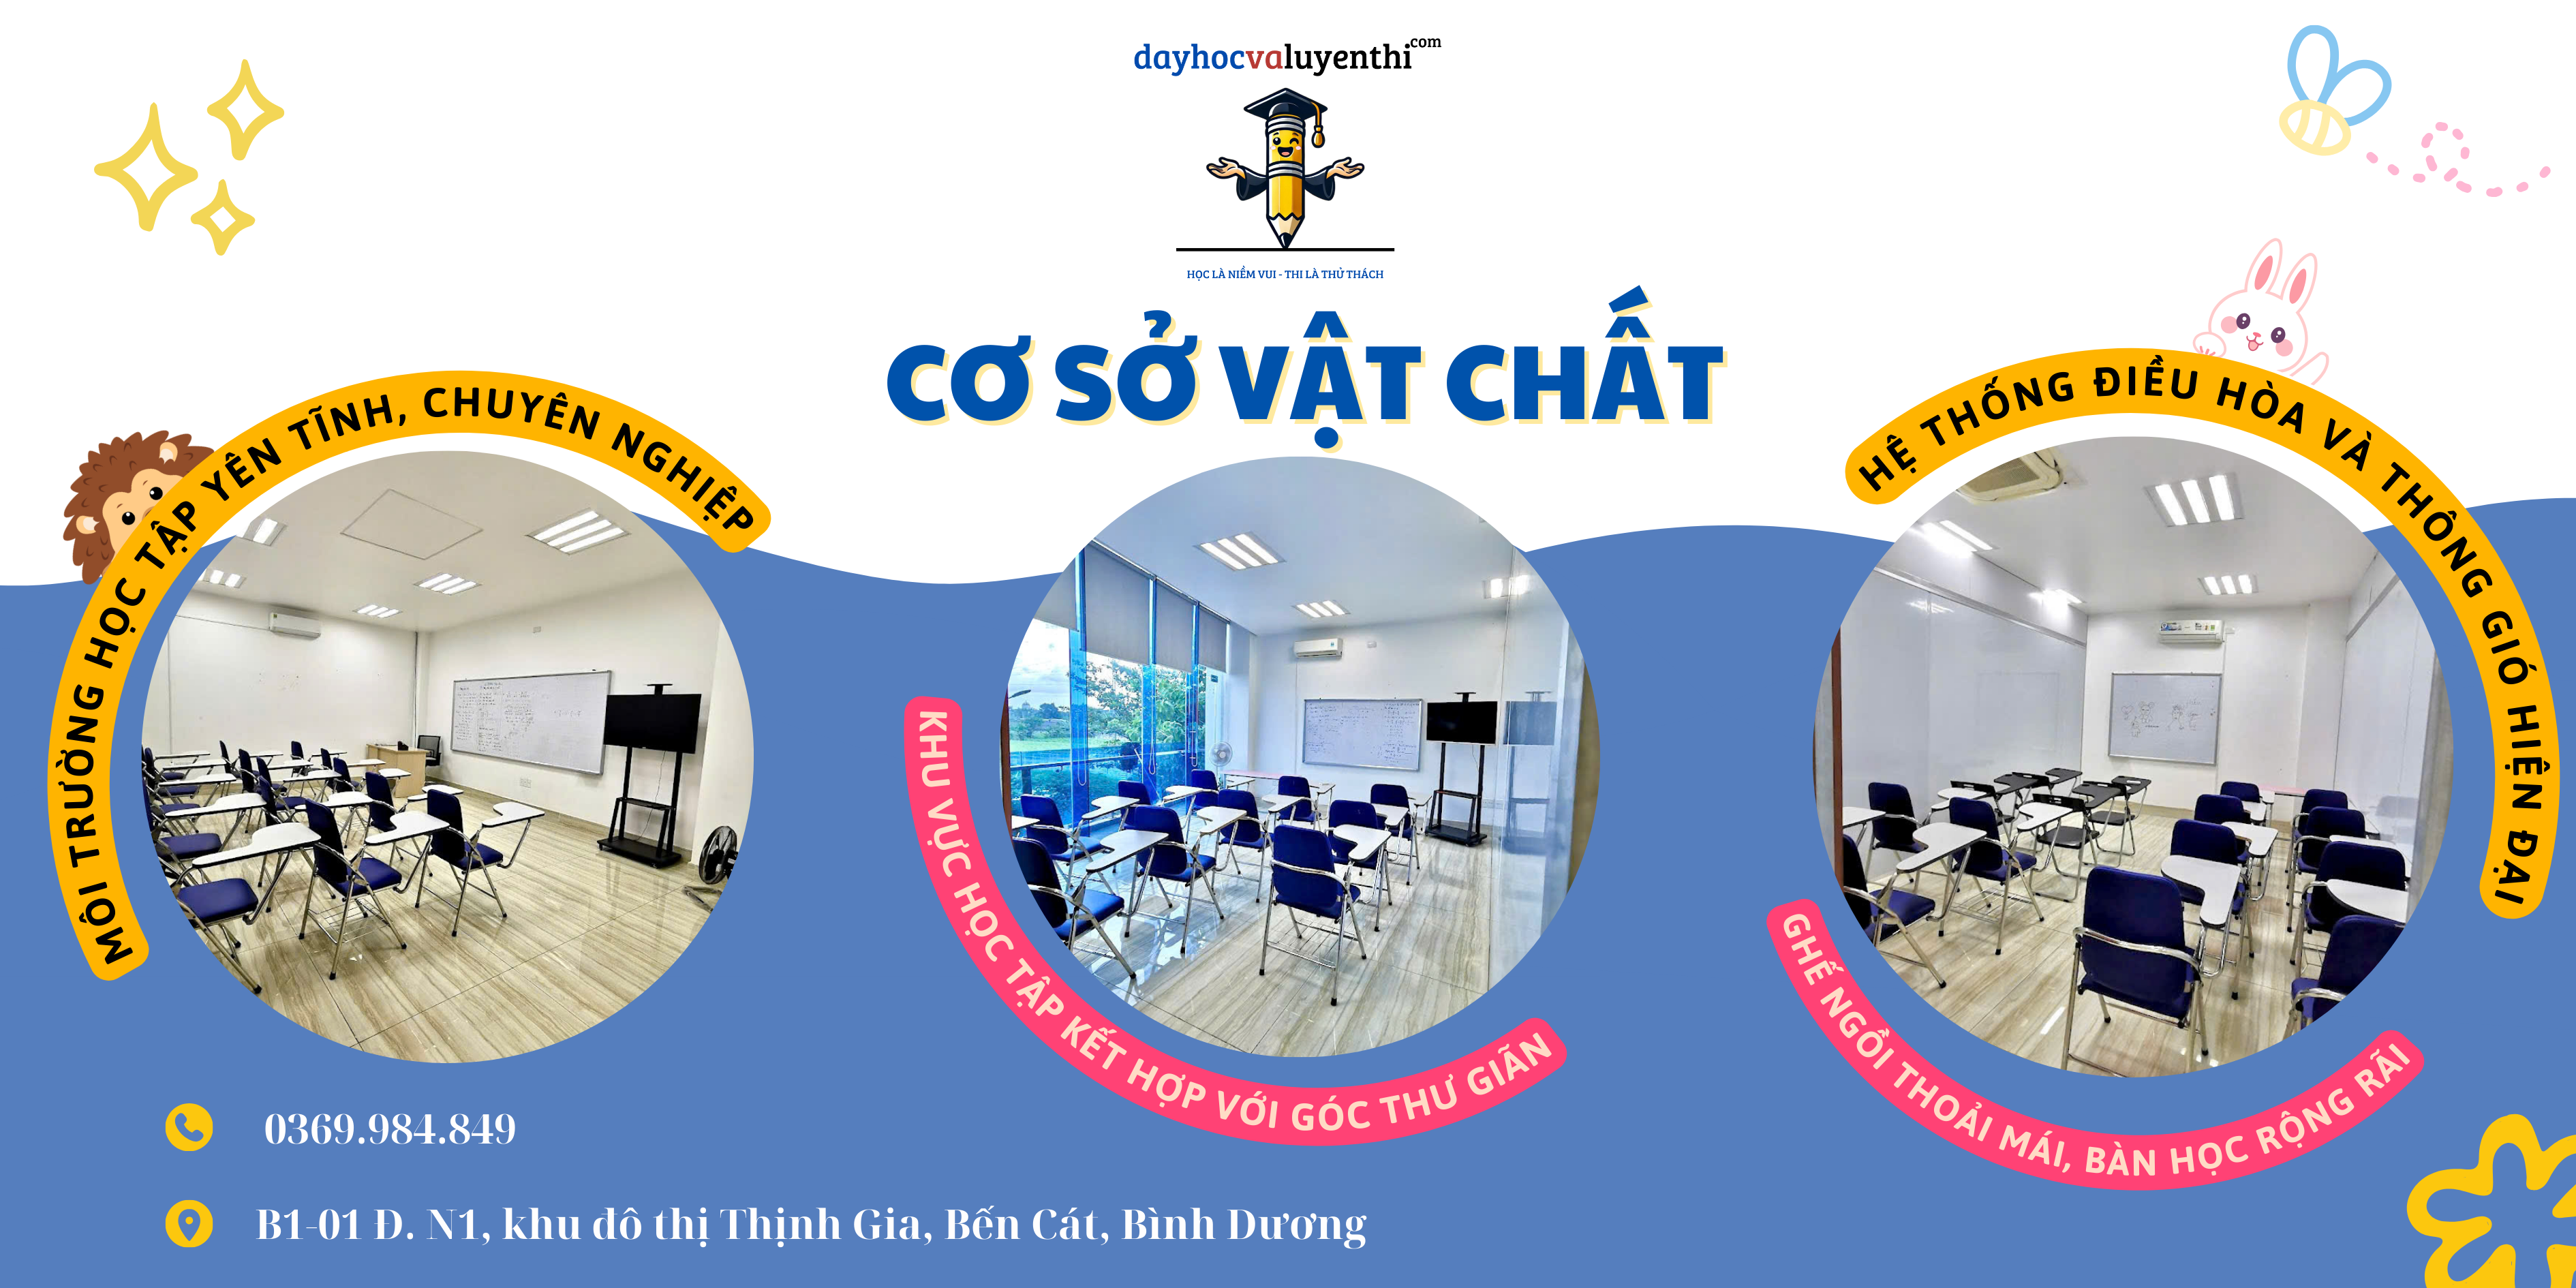 dayhocvaluyenthi.com
HỌC LÀ NIỀM VUI - THI LÀ THỬ THÁCH
CƠ SỞ VẬT CHẤT
MÔI TRƯỜNG HỌC TẬP YÊN TĨNH, CHUYÊN NGHIỆP
KHU VỰC HỌC TẬP KẾT HỢP VỚI GÓC THƯ GIÃN
HỆ THỐNG ĐIỀU HÒA VÀ THÔNG GIÓ HIỆN ĐẠI
GHẾ NGỒI THOẢI MÁI, BÀN HỌC RỘNG RÃI
0369.984.849
B1-01 Đ. N1, khu đô thị Thịnh Gia, Bến Cát, Bình Dương